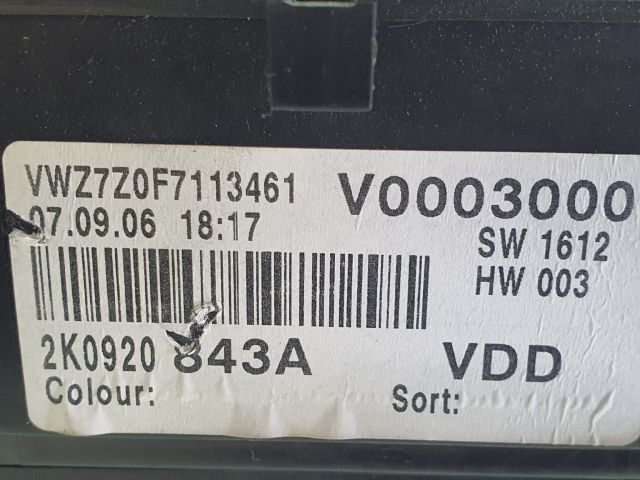 VWZ7Z0F7113461 V0003000
07.09.06 18:17 SW 1612
HW 003
2K0920 843A VDD
Colour: Sort: